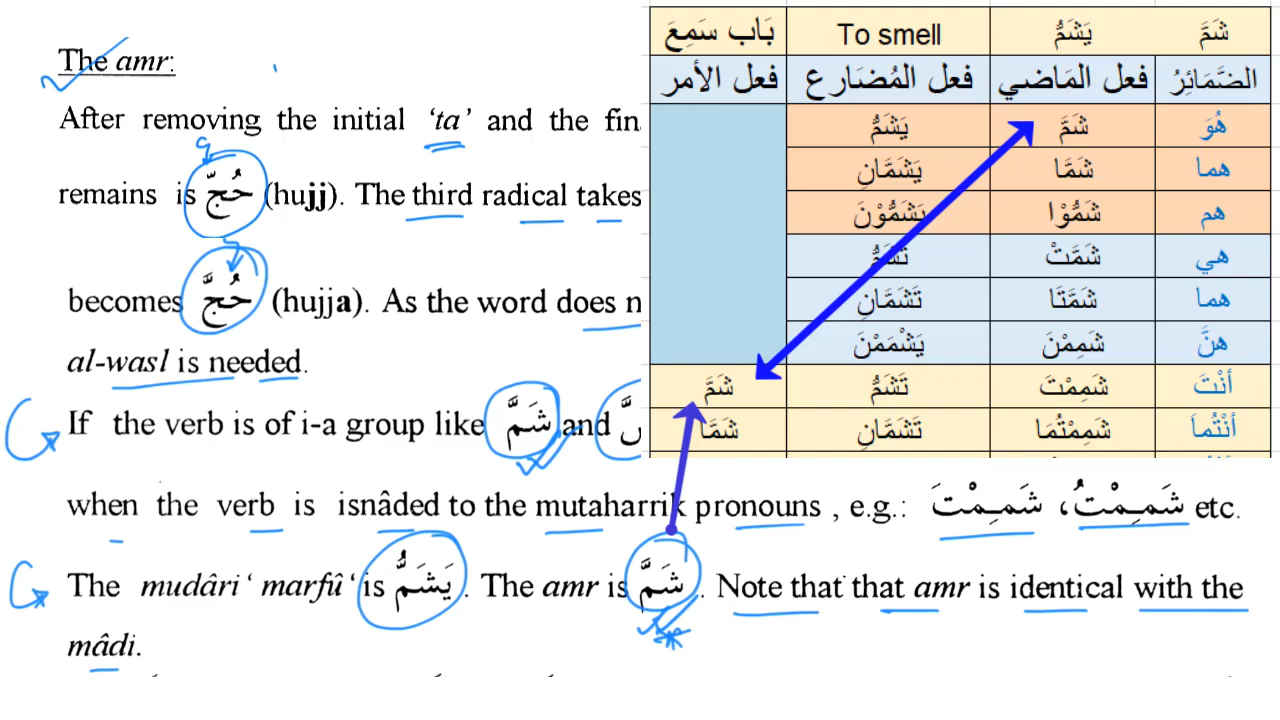 The amr:
After removing the initial ‘ta’ and the fin
remains is حُجّ (hujj). The third radical takes
becomes حُجَّ (hujja). As the word does n
al-wasl is needed.
If the verb is of i-a group like شَمَّ and
when the verb is isnâded to the mutaharrik pronouns , e.g.: شَمِمْتُ ، شَمِمْتَ etc.
The mudâri‘ marfû‘ is يَشَمُّ . The amr is شَمَّ . Note that that amr is identical with the
mâdi.
شَمَّ يَشَمُّ To smell بَاب سَمِعَ
الضَّمَائِرُ فعل المَاضي فعل المُضَارع فعل الأمر
هُوَ شَمَّ يَشَمُّ
هما شَمَّا يَشَمَّانِ
هم شَمُّوْا يَشَمُّوْنَ
هي شَمَّتْ تَشَمُّ
هما شَمَّتَا تَشَمَّانِ
هنَّ شَمِمْنَ يَشْمَمْنَ
أنْتَ شَمِمْتَ تَشَمُّ شَمَّ
أنْتُماَ شَمِمْتُمَا تَشَمَّانِ شَمَّا